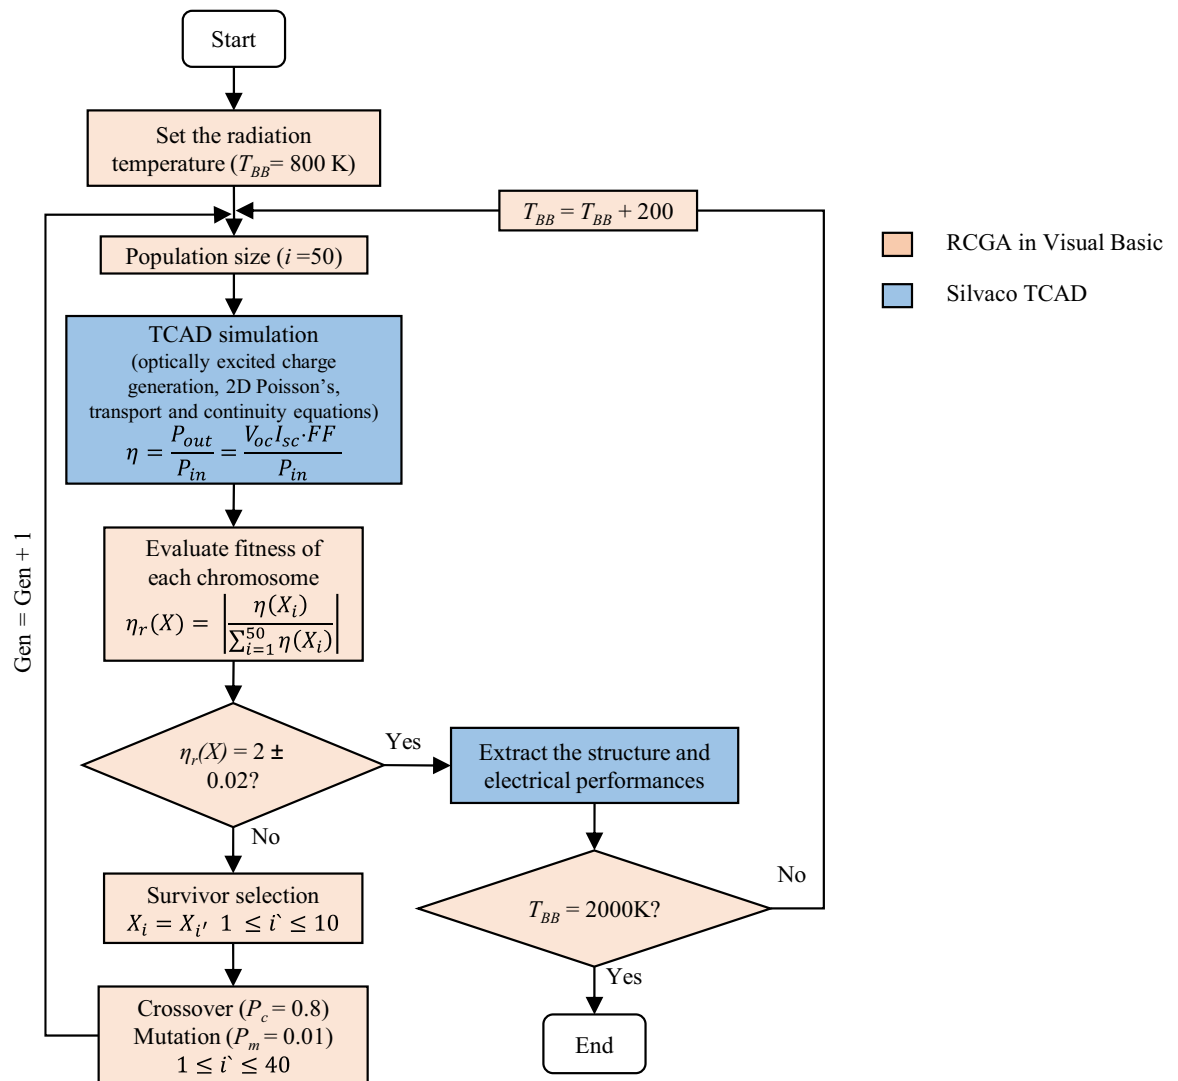 Start
Set the radiation
temperature (T_BB= 800 K)
T_BB = T_BB + 200
Population size (i =50)
RCGA in Visual Basic
Silvaco TCAD
TCAD simulation
(optically excited charge
generation, 2D Poisson's,
transport and continuity equations)
η = P_out/P_in = V_oc I_sc·FF/P_in
Gen = Gen + 1
Evaluate fitness of
each chromosome
η_r(X) = |η(X_i)/∑_{i=1}^{50} η(X_i)|
η_r(X) = 2 ±
0.02?
Yes
Extract the structure and
electrical performances
No
Survivor selection
X_i = X_i′ 1 ≤ i` ≤ 10
T_BB = 2000K?
No
Yes
Crossover (P_c = 0.8)
Mutation (P_m = 0.01)
1 ≤ i` ≤ 40
End